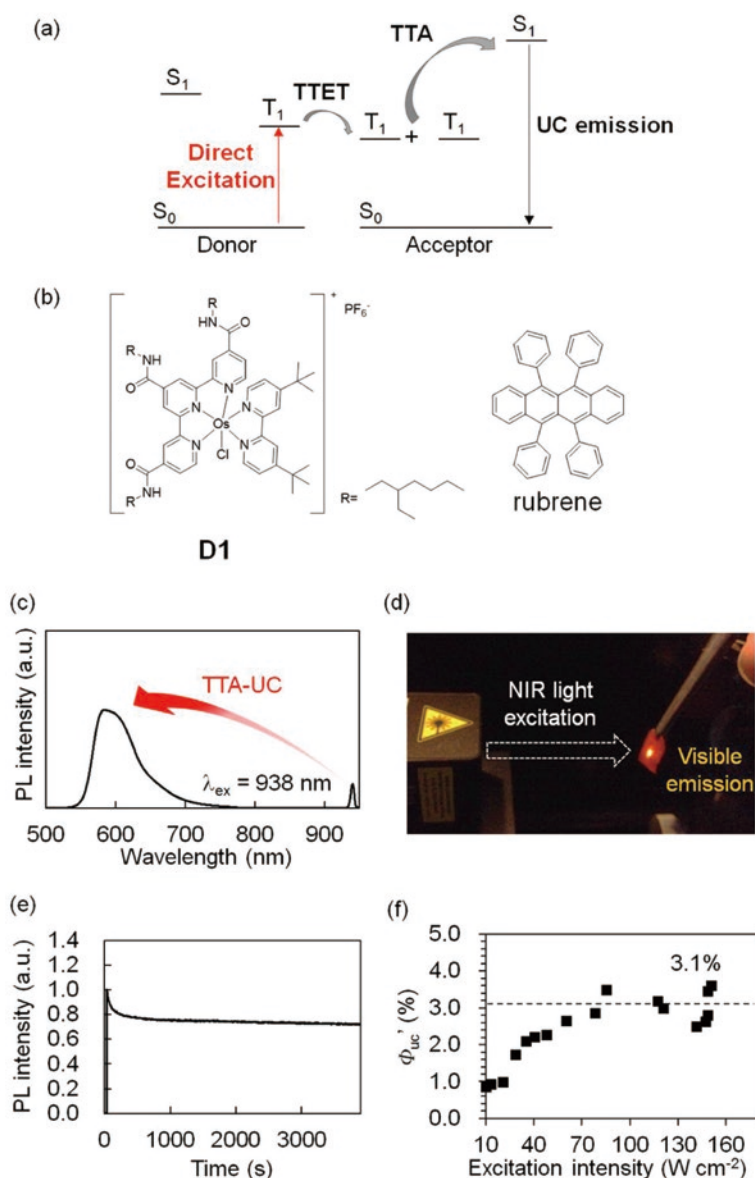 (a)
TTA
S1
S1
TTET
T1
T1 + T1
UC emission
Direct
Excitation
S0
S0
Donor
Acceptor
(b)
+
PF6-
R
HN
O
R
NH
O
N
N
N
Os
N
N
Cl
O
NH
R
R=
D1
rubrene
(c)
PL intensity (a.u.)
TTA-UC
λex = 938 nm
500 600 700 800 900
Wavelength (nm)
(d)
NIR light
excitation
Visible
emission
(e)
PL intensity (a.u.)
1.4
1.2
1.0
0.8
0.6
0.4
0.2
0.0
0 1000 2000 3000
Time (s)
(f)
Φuc' (%)
5.0
4.0
3.0
2.0
1.0
0.0
3.1%
10 40 70 100 130 160
Excitation intensity (W cm-2)